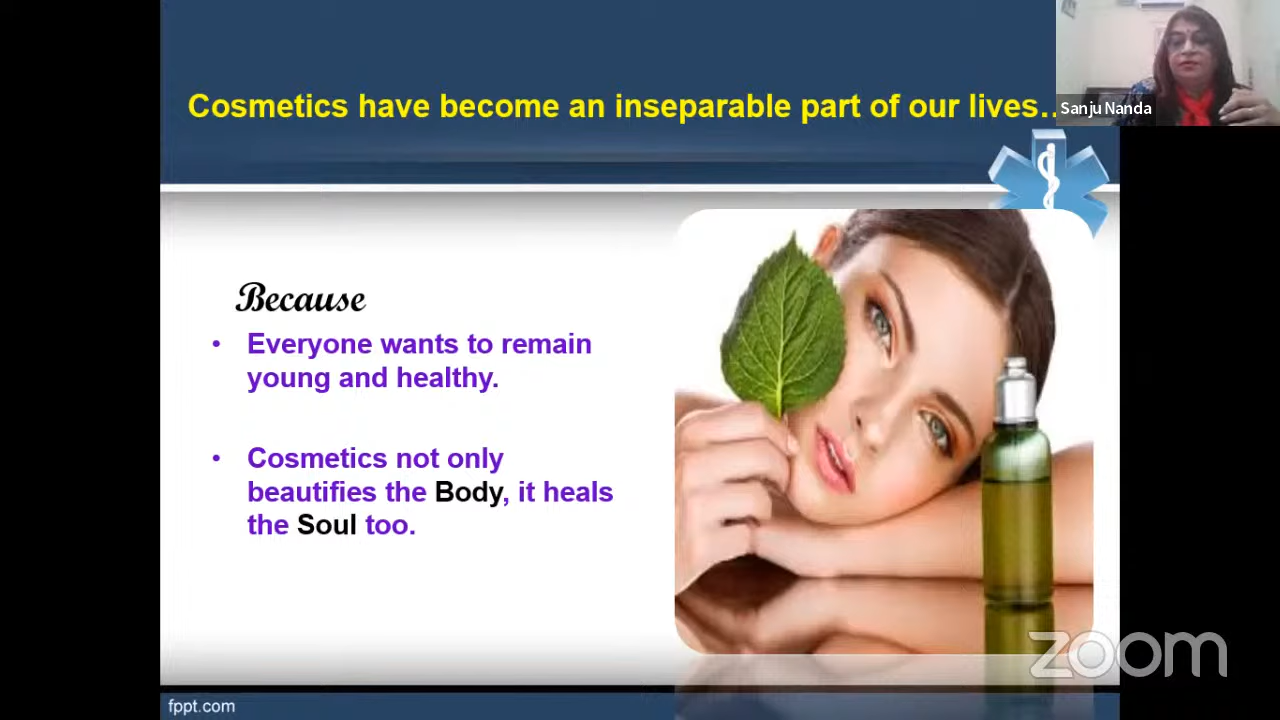 Cosmetics have become an inseparable part of our lives..
Sanju Nanda
Because
• Everyone wants to remain
young and healthy.
• Cosmetics not only
beautifies the Body, it heals
the Soul too.
zoom
fppt.com